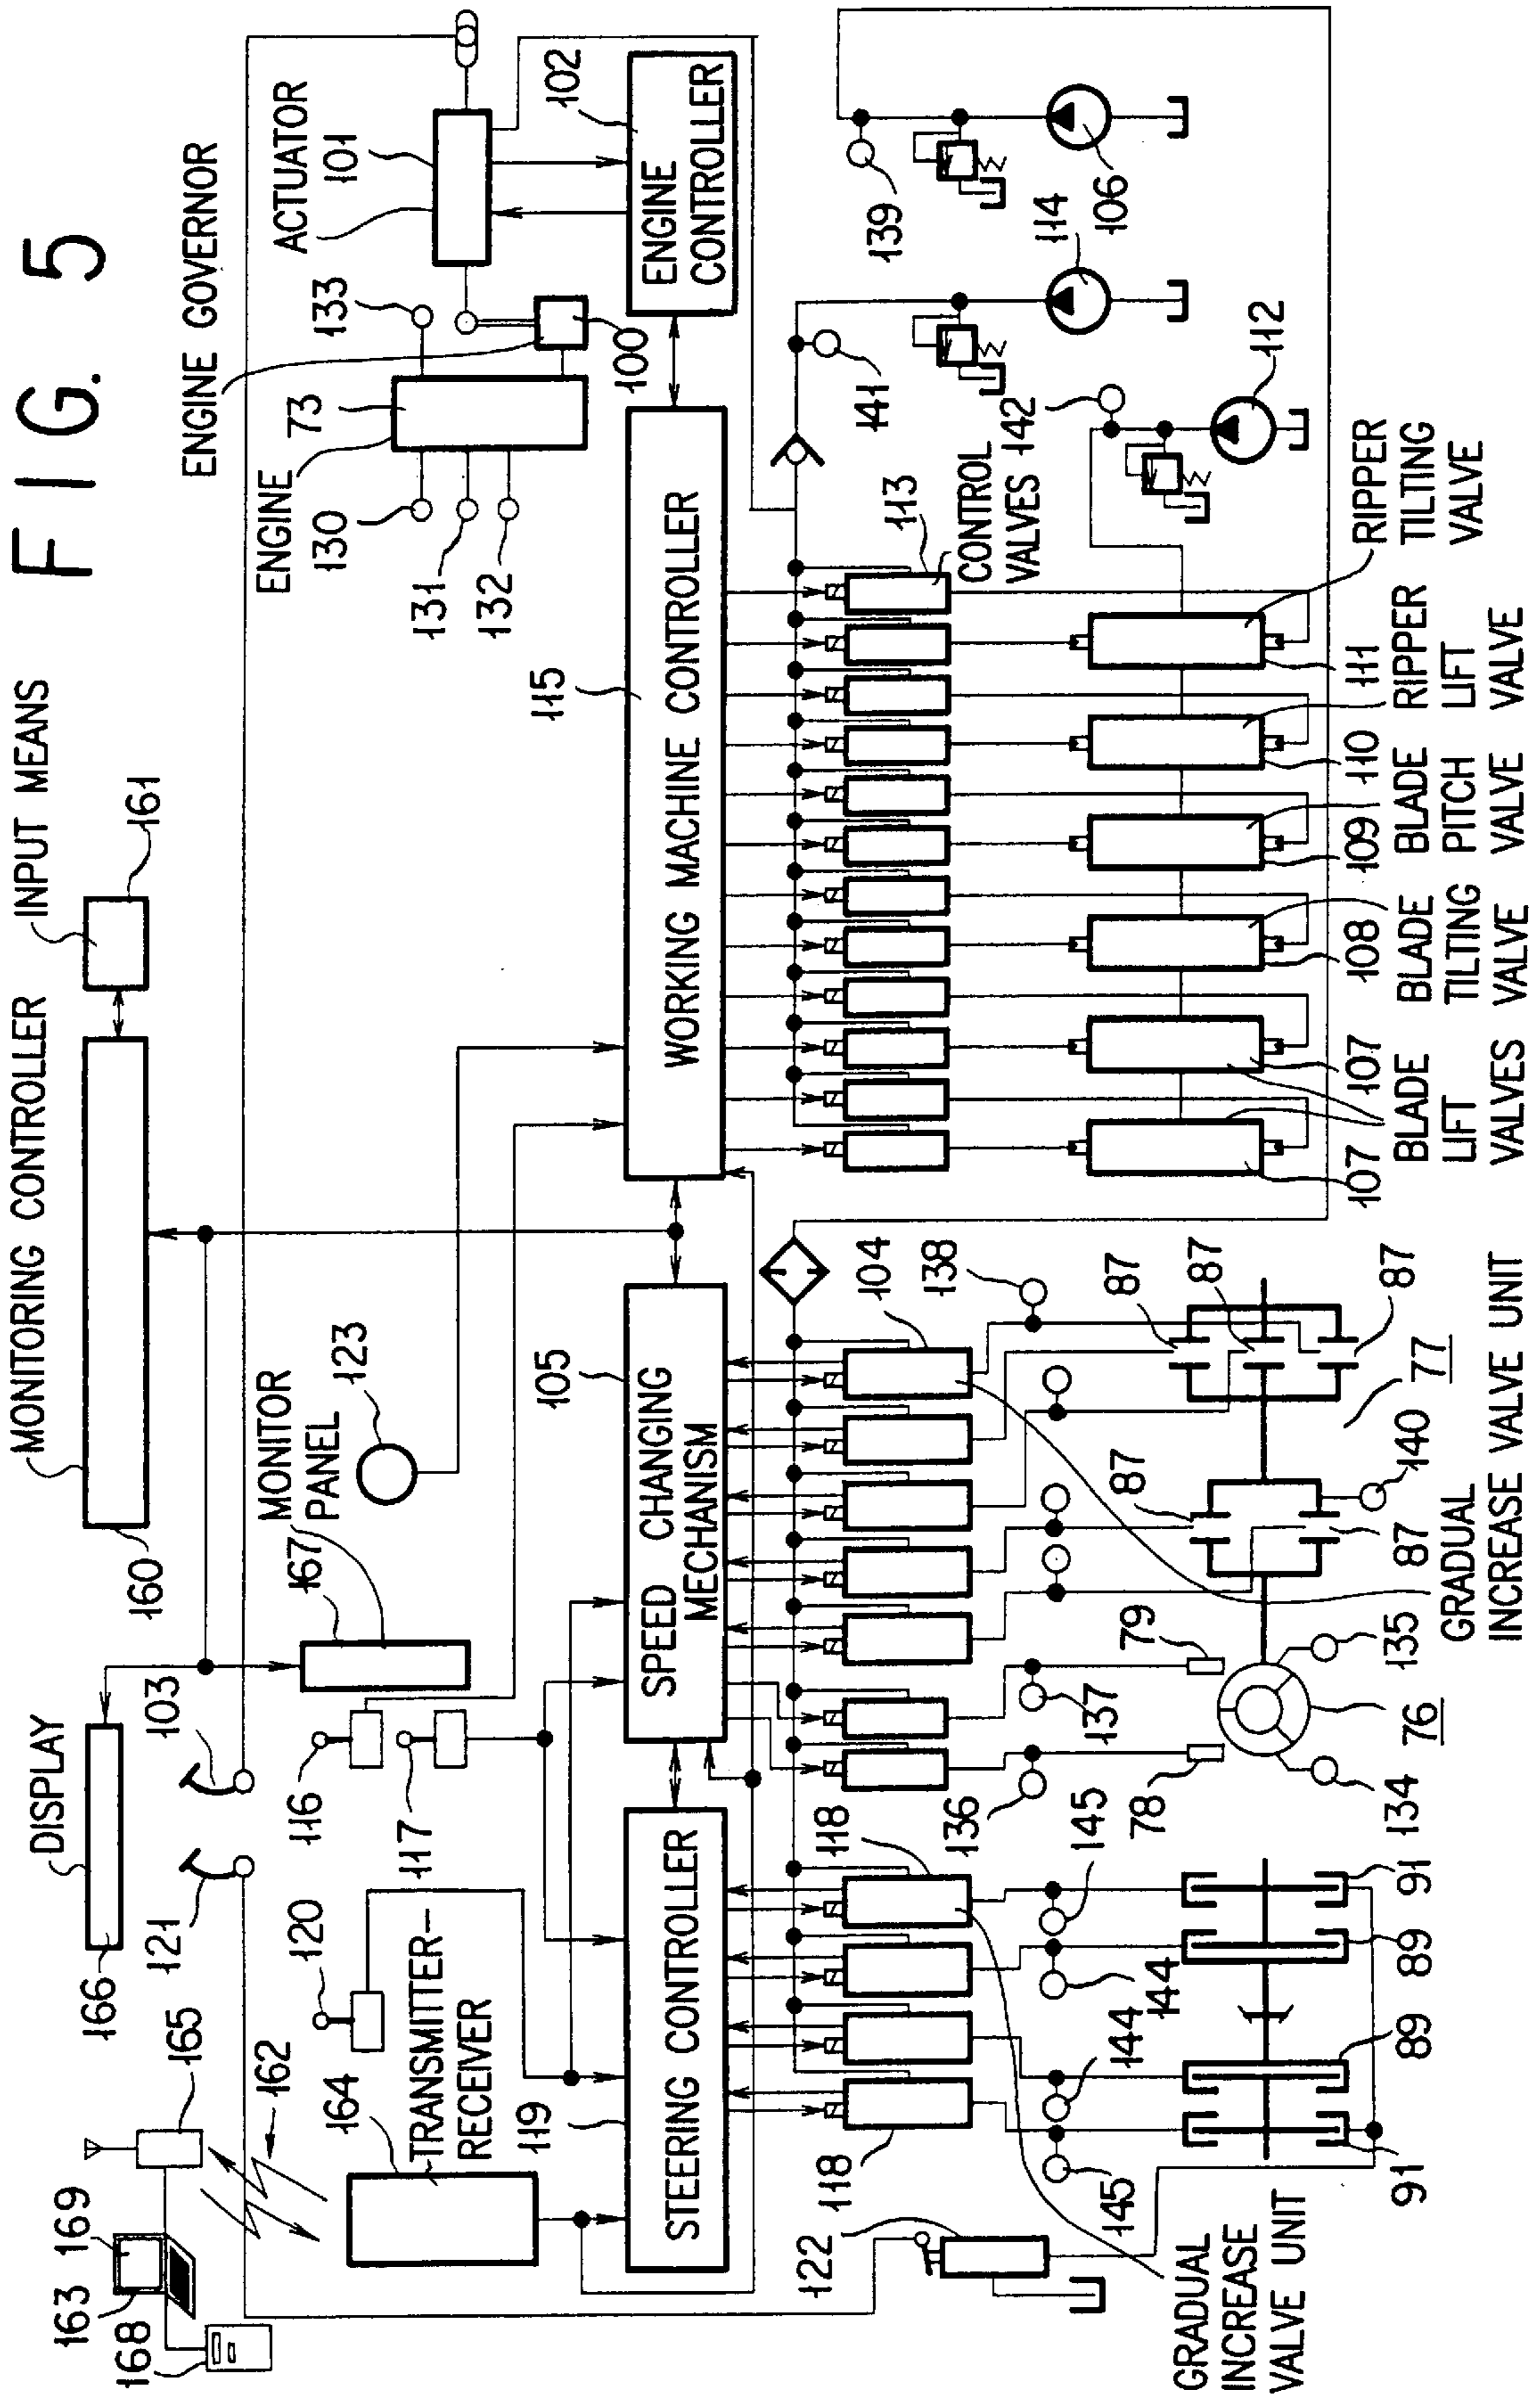 FIG. 5
MONITORING CONTROLLER
INPUT MEANS
160
161
DISPLAY
166
ENGINE GOVERNOR
ENGINE
73
130
131
132
133
100
ACTUATOR
101
102
ENGINE
CONTROLLER
163
169
168
165
162
121
103
MONITOR
PANEL
167
123
120
116
117
164
TRANSMITTER-
RECEIVER
119
STEERING CONTROLLER
105
SPEED CHANGING
MECHANISM
115
WORKING MACHINE CONTROLLER
118
118
104
138
113
CONTROL
VALVES
141
142
139
114
106
112
122
145
144
144
145
136
137
78
79
87
87
87
87
87
87
77
140
76
134
135
91
89
89
91
GRADUAL
INCREASE
VALVE UNIT
GRADUAL
INCREASE VALVE UNIT
107
107
108
109
110
111
BLADE
LIFT
VALVES
BLADE
TILTING
VALVE
BLADE
PITCH
VALVE
RIPPER
LIFT
VALVE
RIPPER
TILTING
VALVE